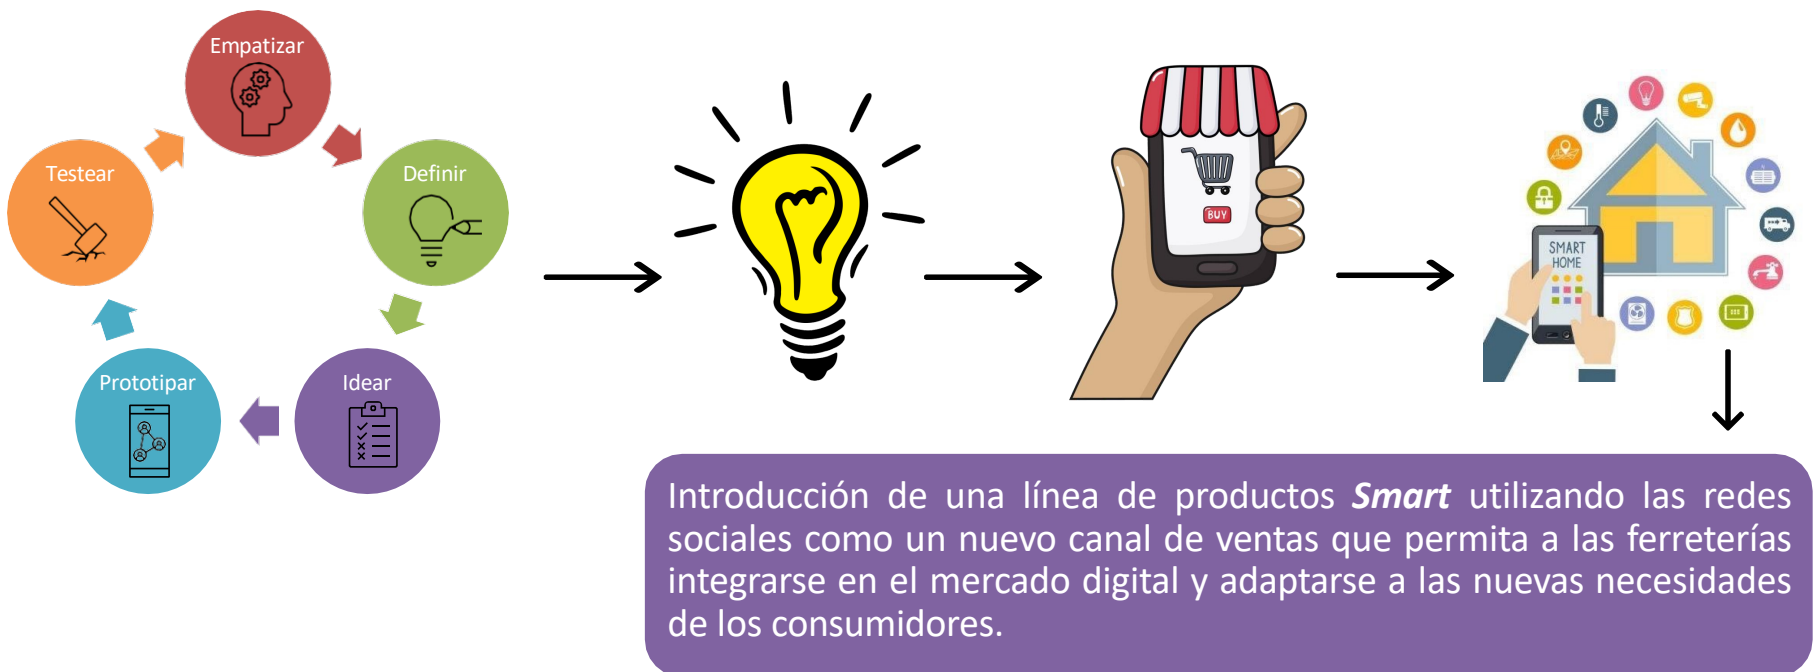 Empatizar
Testear
Definir
Prototipar
Idear
BUY
SMART
HOME
Introducción de una línea de productos Smart utilizando las redes
sociales como un nuevo canal de ventas que permita a las ferreterías
integrarse en el mercado digital y adaptarse a las nuevas necesidades
de los consumidores.